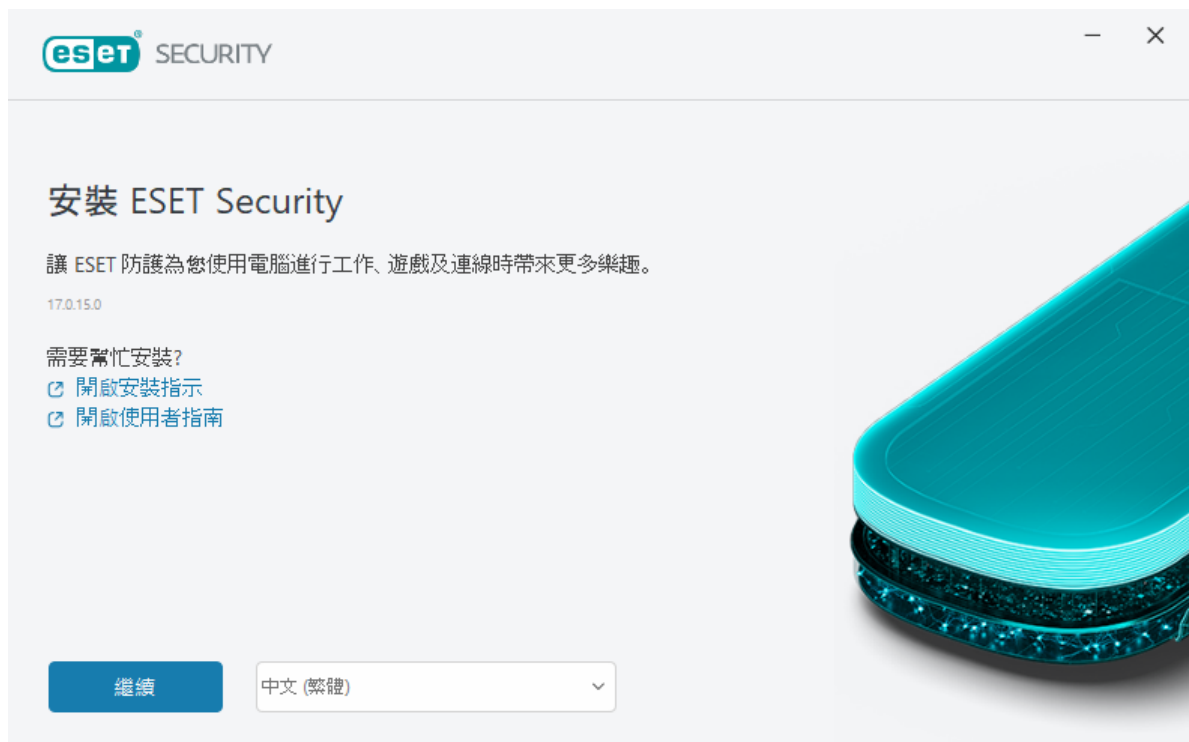 eset® SECURITY
安裝 ESET Security
讓 ESET 防護為您使用電腦進行工作、遊戲及連線時帶來更多樂趣。
17.0.15.0
需要幫忙安裝?
開啟安裝指示
開啟使用者指南
繼續
中文 (繁體)